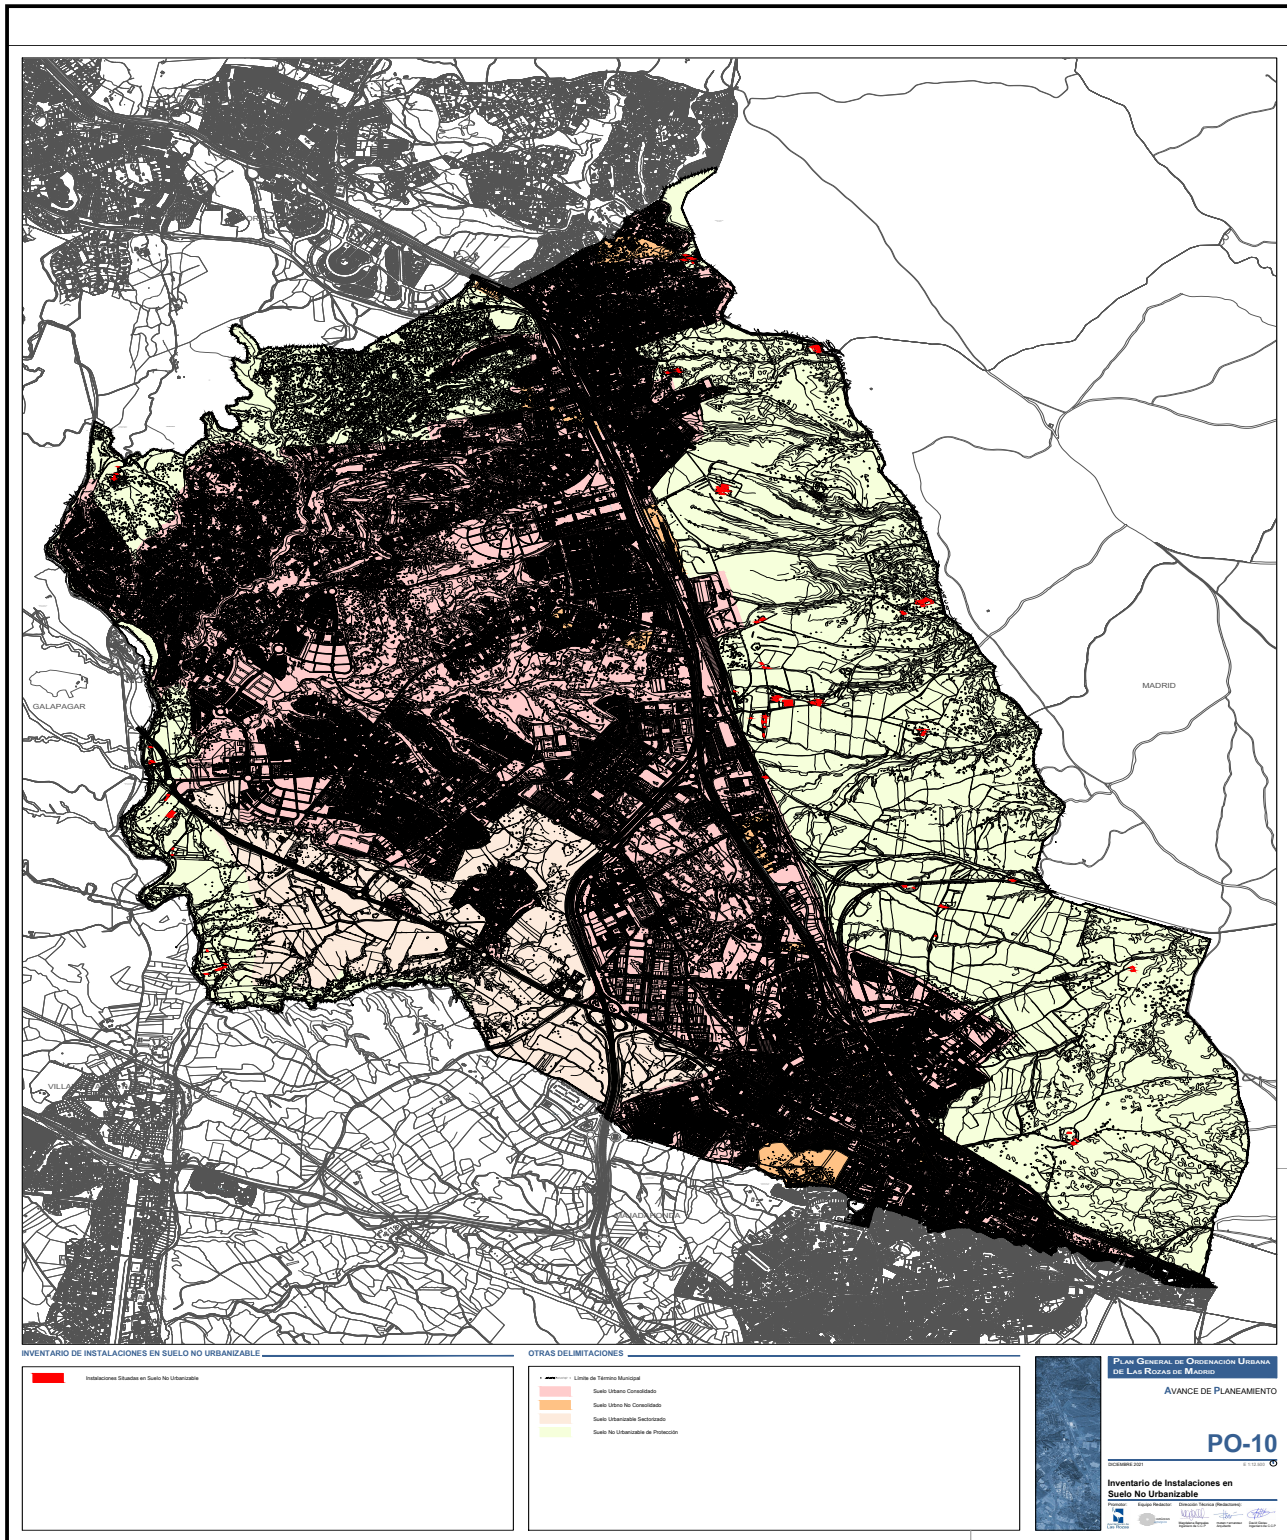 MADRID
GALAPAGAR
MAJADAHONDA
INVENTARIO DE INSTALACIONES EN SUELO NO URBANIZABLE
Instalaciones Situadas en Suelo No Urbanizable
OTRAS DELIMITACIONES
Límite de Término Municipal
Suelo Urbano Consolidado
Suelo Urbno No Consolidado
Suelo Urbanizable Sectorizado
Suelo No Urbanizable de Protección
PLAN GENERAL DE ORDENACIÓN URBANA
DE LAS ROZAS DE MADRID
AVANCE DE PLANEAMIENTO
PO-10
DICIEMBRE 2021
Inventario de Instalaciones en
Suelo No Urbanizable
Promotor: Equipo Redactor: Dirección Técnica (Redactores):
Las Rozas